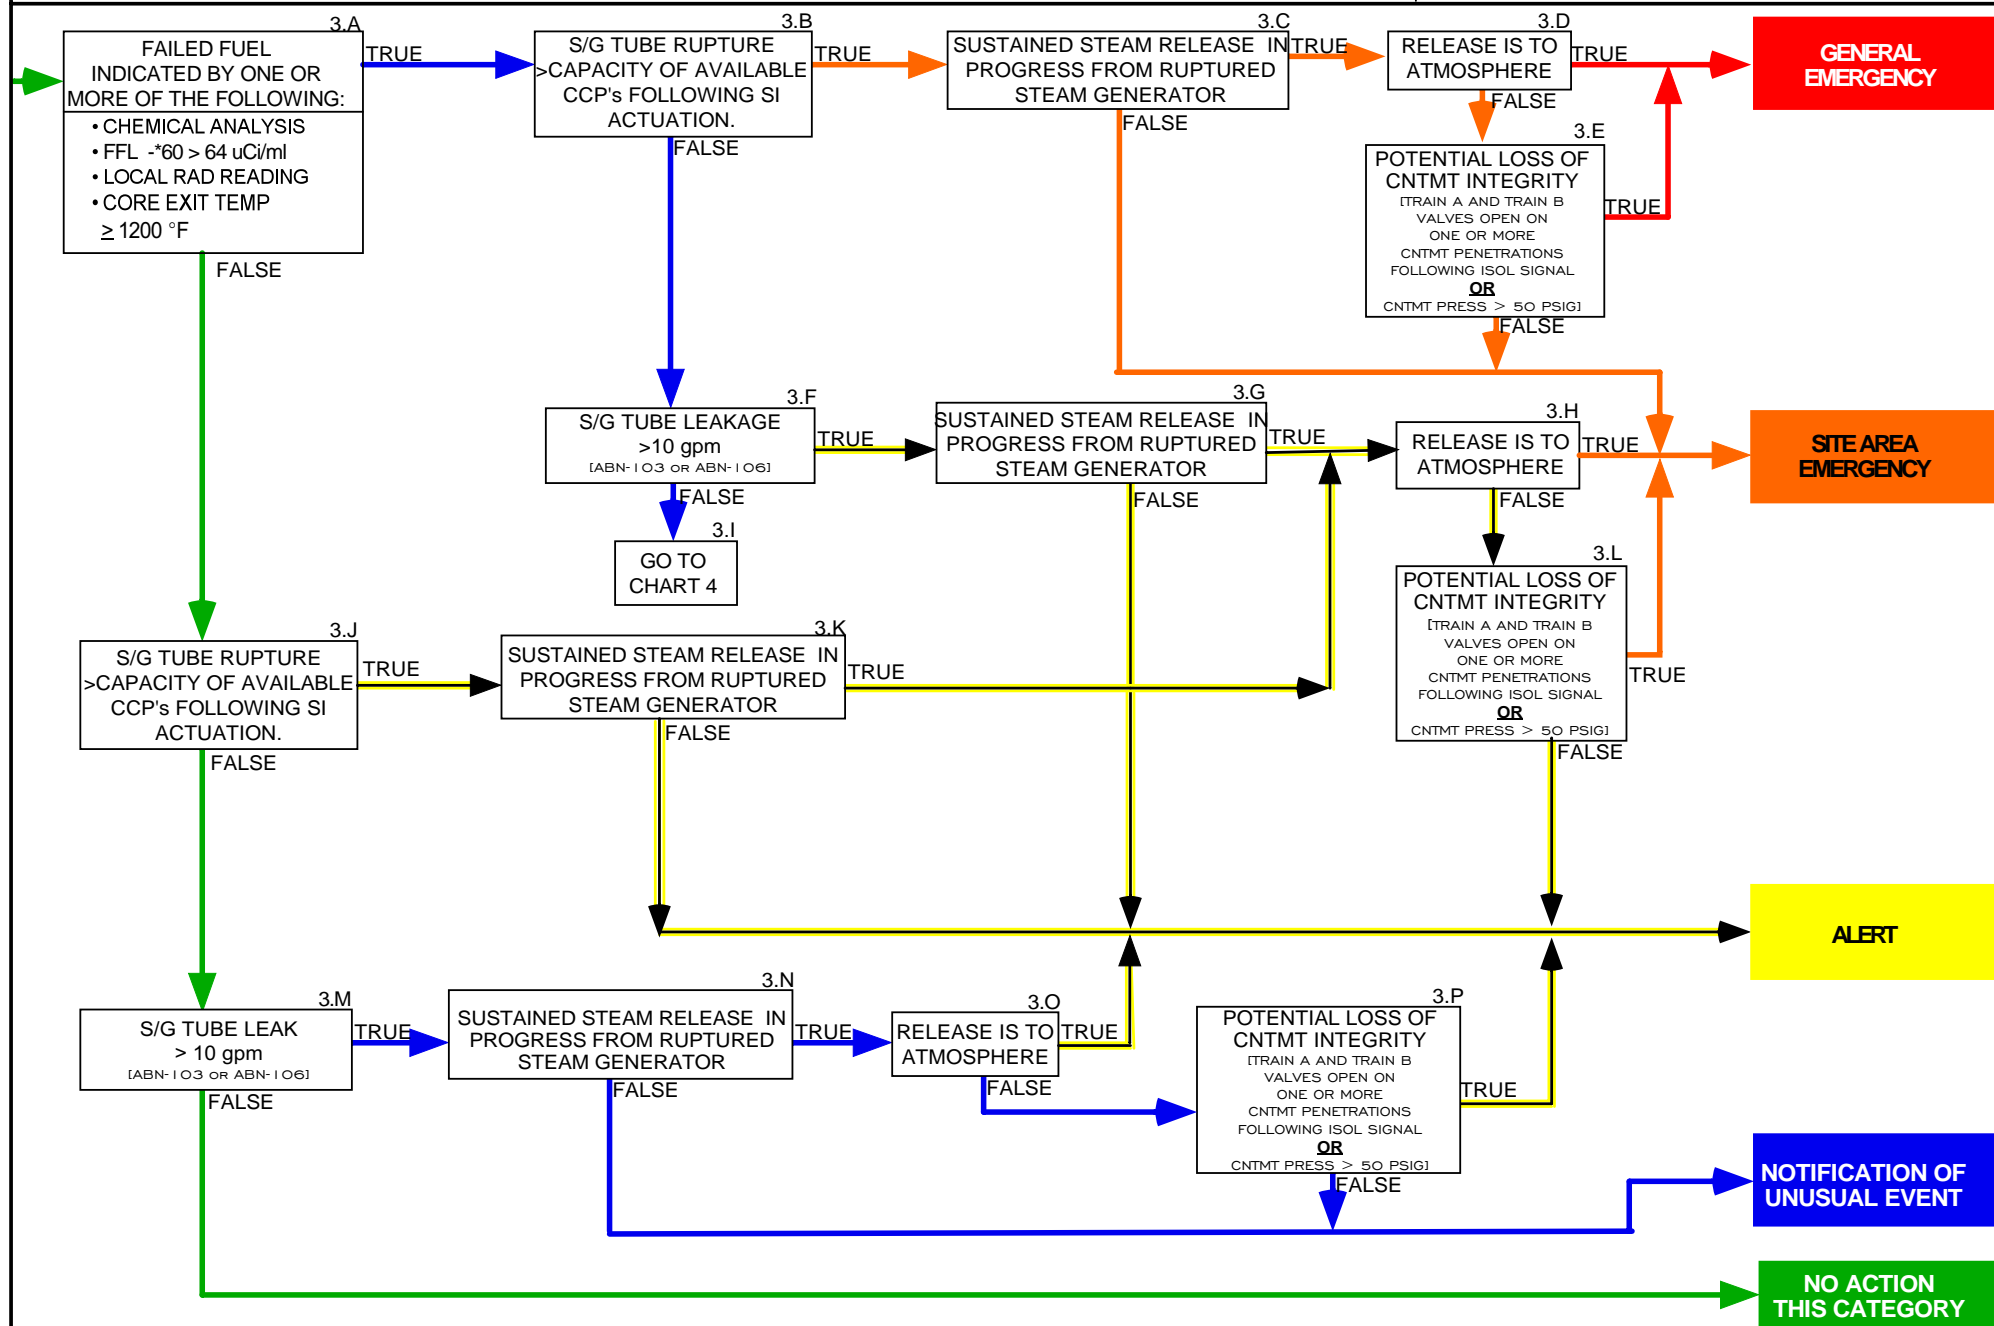 3.A
FAILED FUEL
INDICATED BY ONE OR
MORE OF THE FOLLOWING:
• CHEMICAL ANALYSIS
• FFL -*60 > 64 uCi/ml
• LOCAL RAD READING
• CORE EXIT TEMP
≥ 1200 °F
TRUE
FALSE
3.B
S/G TUBE RUPTURE
>CAPACITY OF AVAILABLE
CCP's FOLLOWING SI
ACTUATION.
TRUE
FALSE
3.C
SUSTAINED STEAM RELEASE IN
PROGRESS FROM RUPTURED
STEAM GENERATOR
TRUE
FALSE
3.D
RELEASE IS TO
ATMOSPHERE
TRUE
FALSE
GENERAL
EMERGENCY
3.E
POTENTIAL LOSS OF
CNTMT INTEGRITY
[TRAIN A AND TRAIN B
VALVES OPEN ON
ONE OR MORE
CNTMT PENETRATIONS
FOLLOWING ISOL SIGNAL
OR
CNTMT PRESS > 50 PSIG]
TRUE
FALSE
3.F
S/G TUBE LEAKAGE
>10 gpm
[ABN-103 OR ABN-106]
TRUE
FALSE
3.G
SUSTAINED STEAM RELEASE IN
PROGRESS FROM RUPTURED
STEAM GENERATOR
TRUE
FALSE
3.H
RELEASE IS TO
ATMOSPHERE
TRUE
FALSE
SITE AREA
EMERGENCY
3.I
GO TO
CHART 4
3.L
POTENTIAL LOSS OF
CNTMT INTEGRITY
[TRAIN A AND TRAIN B
VALVES OPEN ON
ONE OR MORE
CNTMT PENETRATIONS
FOLLOWING ISOL SIGNAL
OR
CNTMT PRESS > 50 PSIG]
TRUE
FALSE
3.J
S/G TUBE RUPTURE
>CAPACITY OF AVAILABLE
CCP's FOLLOWING SI
ACTUATION.
TRUE
FALSE
3.K
SUSTAINED STEAM RELEASE IN
PROGRESS FROM RUPTURED
STEAM GENERATOR
TRUE
FALSE
ALERT
3.M
S/G TUBE LEAK
> 10 gpm
[ABN-103 OR ABN-106]
TRUE
FALSE
3.N
SUSTAINED STEAM RELEASE IN
PROGRESS FROM RUPTURED
STEAM GENERATOR
TRUE
FALSE
3.O
RELEASE IS TO
ATMOSPHERE
TRUE
FALSE
3.P
POTENTIAL LOSS OF
CNTMT INTEGRITY
[TRAIN A AND TRAIN B
VALVES OPEN ON
ONE OR MORE
CNTMT PENETRATIONS
FOLLOWING ISOL SIGNAL
OR
CNTMT PRESS > 50 PSIG]
TRUE
FALSE
NOTIFICATION OF
UNUSUAL EVENT
NO ACTION
THIS CATEGORY